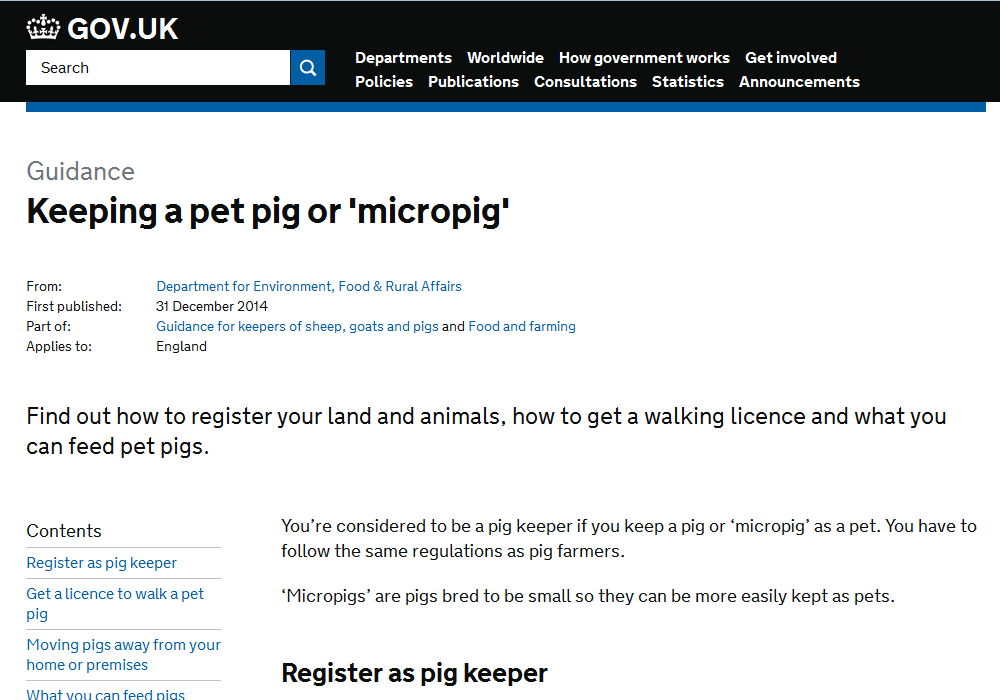 GOV.UK
Search
Departments Worldwide How government works Get involved
Policies Publications Consultations Statistics Announcements
Guidance
Keeping a pet pig or 'micropig'
From: Department for Environment, Food & Rural Affairs
First published: 31 December 2014
Part of: Guidance for keepers of sheep, goats and pigs and Food and farming
Applies to: England
Find out how to register your land and animals, how to get a walking licence and what you
can feed pet pigs.
Contents
Register as pig keeper
Get a licence to walk a pet
pig
Moving pigs away from your
home or premises
What you can feed pigs
You’re considered to be a pig keeper if you keep a pig or ‘micropig’ as a pet. You have to
follow the same regulations as pig farmers.
‘Micropigs’ are pigs bred to be small so they can be more easily kept as pets.
Register as pig keeper